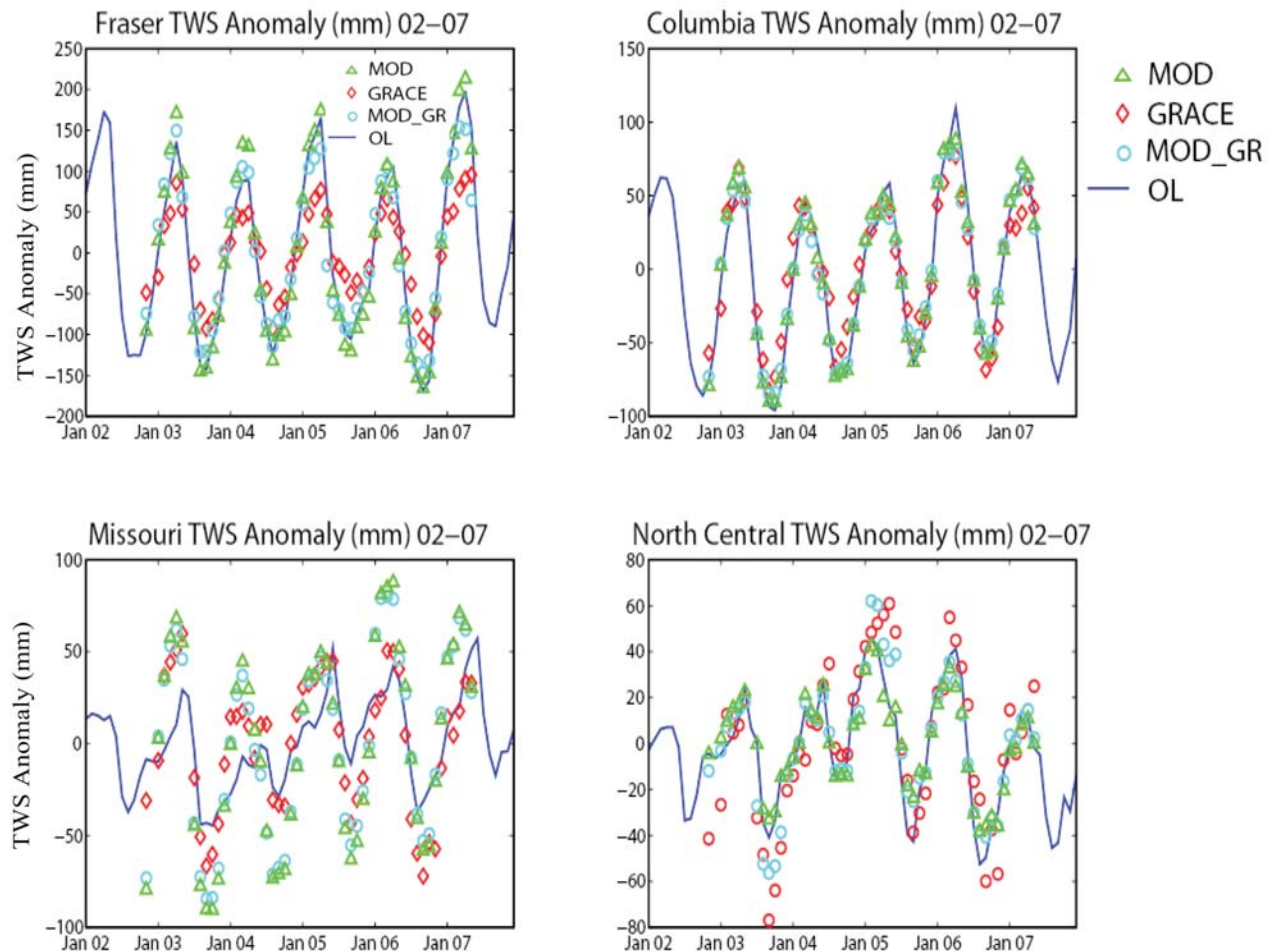 Fraser TWS Anomaly (mm) 02–07
TWS Anomaly (mm)
250
200
150
100
50
0
−50
−100
−150
−200
Jan 02 Jan 03 Jan 04 Jan 05 Jan 06 Jan 07
MOD
GRACE
MOD_GR
OL
Columbia TWS Anomaly (mm) 02–07
150
100
50
0
−50
−100
Jan 02 Jan 03 Jan 04 Jan 05 Jan 06 Jan 07
MOD
GRACE
MOD_GR
OL
Missouri TWS Anomaly (mm) 02–07
TWS Anomaly (mm)
100
50
0
−50
−100
Jan 02 Jan 03 Jan 04 Jan 05 Jan 06 Jan 07
North Central TWS Anomaly (mm) 02–07
80
60
40
20
0
−20
−40
−60
−80
Jan 02 Jan 03 Jan 04 Jan 05 Jan 06 Jan 07